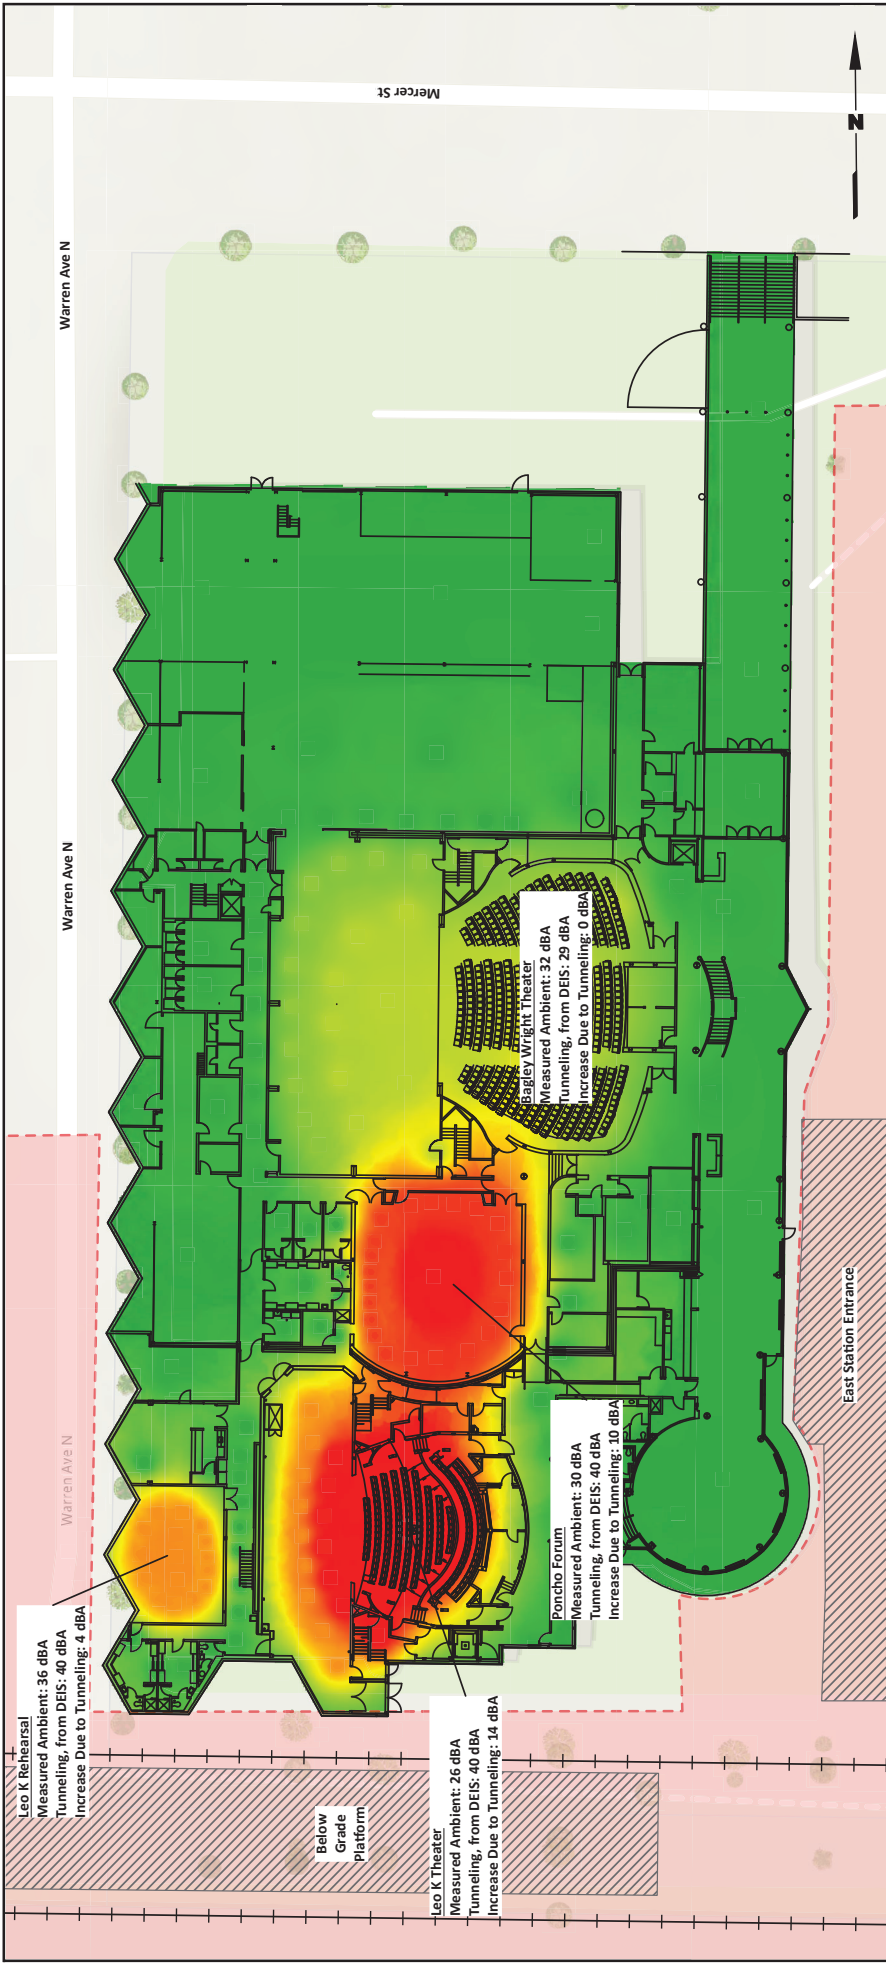 Mercer St
N
Warren Ave N
Warren Ave N
Warren Ave N
Bagley Wright Theater
Measured Ambient: 32 dBA
Tunneling, from DEIS: 29 dBA
Increase Due to Tunneling: 0 dBA
East Station Entrance
Poncho Forum
Measured Ambient: 30 dBA
Tunneling, from DEIS: 40 dBA
Increase Due to Tunneling: 10 dBA
Leo K Rehearsal
Measured Ambient: 36 dBA
Tunneling, from DEIS: 40 dBA
Increase Due to Tunneling: 4 dBA
Leo K Theater
Measured Ambient: 26 dBA
Tunneling, from DEIS: 40 dBA
Increase Due to Tunneling: 14 dBA
Below
Grade
Platform